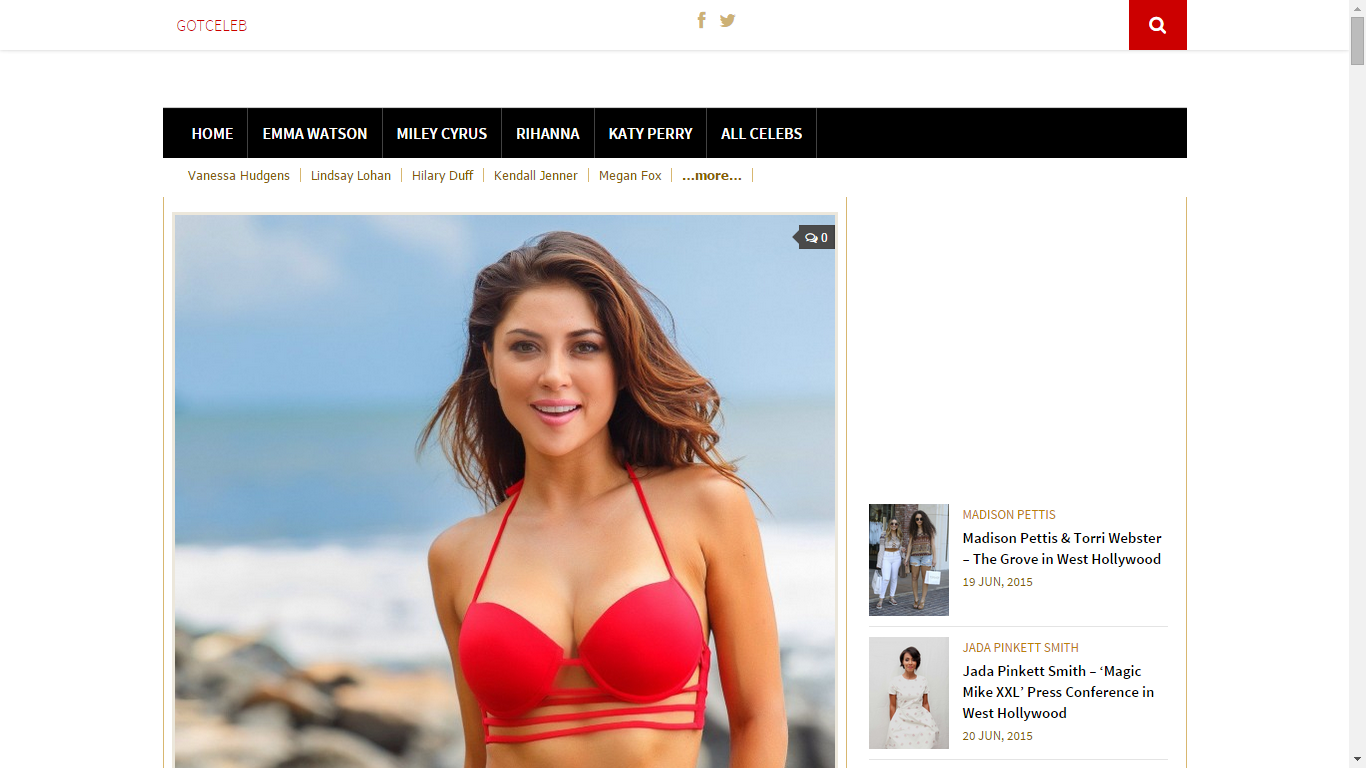 GOTCELEB
HOME EMMA WATSON MILEY CYRUS RIHANNA KATY PERRY ALL CELEBS
Vanessa Hudgens Lindsay Lohan Hilary Duff Kendall Jenner Megan Fox ...more...
0
MADISON PETTIS
Madison Pettis & Torri Webster
– The Grove in West Hollywood
19 JUN, 2015
JADA PINKETT SMITH
Jada Pinkett Smith – ‘Magic
Mike XXL’ Press Conference in
West Hollywood
20 JUN, 2015